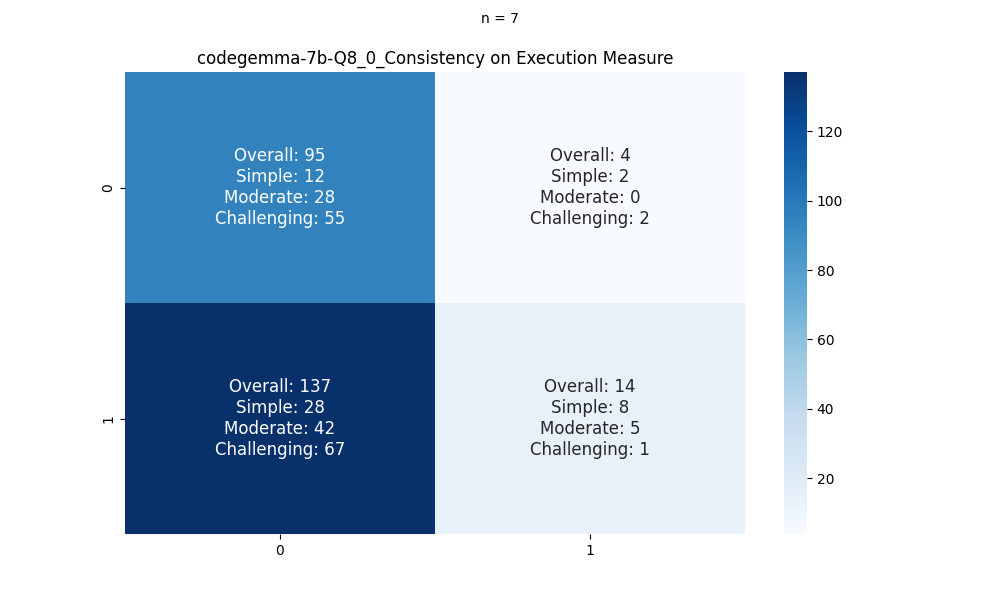 n = 7
codegemma-7b-Q8_0_Consistency on Execution Measure
0
Overall: 95
Simple: 12
Moderate: 28
Challenging: 55
Overall: 4
Simple: 2
Moderate: 0
Challenging: 2
1
Overall: 137
Simple: 28
Moderate: 42
Challenging: 67
Overall: 14
Simple: 8
Moderate: 5
Challenging: 1
0
1
120
100
80
60
40
20